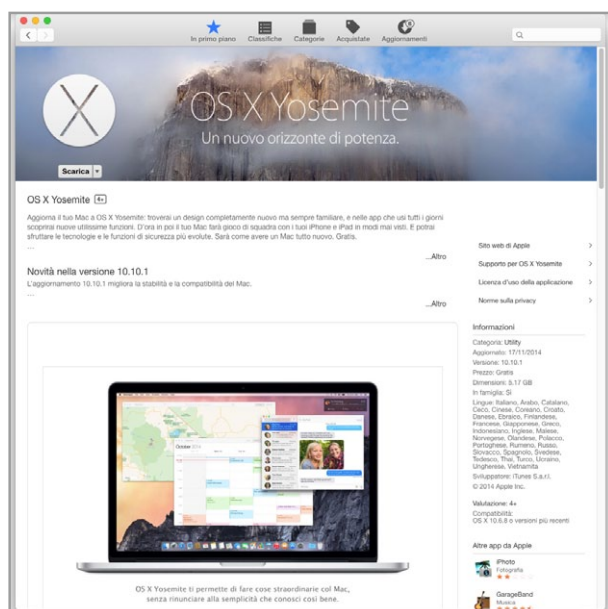 In primo piano Classifiche Categorie Acquistate Aggiornamenti
OS X Yosemite
Un nuovo orizzonte di potenza.
Scarica
OS X Yosemite 4+
Aggiorna il tuo Mac a OS X Yosemite: troverai un design completamente nuovo ma sempre familiare, e nelle app che usi tutti i giorni
scoprirai nuove utilissime funzioni. D'ora in poi il tuo Mac farà gioco di squadra con i tuoi iPhone e iPad in modi mai visti. E potrai
sfruttare le tecnologie e le funzioni di sicurezza più evolute. Sarà come avere un Mac tutto nuovo. Gratis.
...
...Altro
Novità nella versione 10.10.1
L'aggiornamento 10.10.1 migliora la stabilità e la compatibilità del Mac.
...
...Altro
October 2014
OS X Yosemite ti permette di fare cose straordinarie col Mac,
senza rinunciare alla semplicità che conosci così bene.
Sito web di Apple
Supporto per OS X Yosemite
Licenza d'uso della applicazione
Norme sulla privacy
Informazioni
Categoria: Utility
Aggiornato: 17/11/2014
Versione: 10.10.1
Prezzo: Gratis
Dimensioni: 5.17 GB
In famiglia: Sì
Lingue: Italiano, Arabo, Catalano,
Ceco, Cinese, Coreano, Croato,
Danese, Ebraico, Finlandese,
Francese, Giapponese, Greco,
Indonesiano, Inglese, Malese,
Norvegese, Olandese, Polacco,
Portoghese, Rumeno, Russo,
Slovacco, Spagnolo, Svedese,
Tedesco, Thai, Turco, Ucraino,
Ungherese, Vietnamita
Sviluppatore: iTunes S.a.r.l.
© 2014 Apple Inc.
Valutazione: 4+
Compatibilità:
OS X 10.6.8 o versioni più recenti
Altre app da Apple
iPhoto
Fotografia
GarageBand
Musica